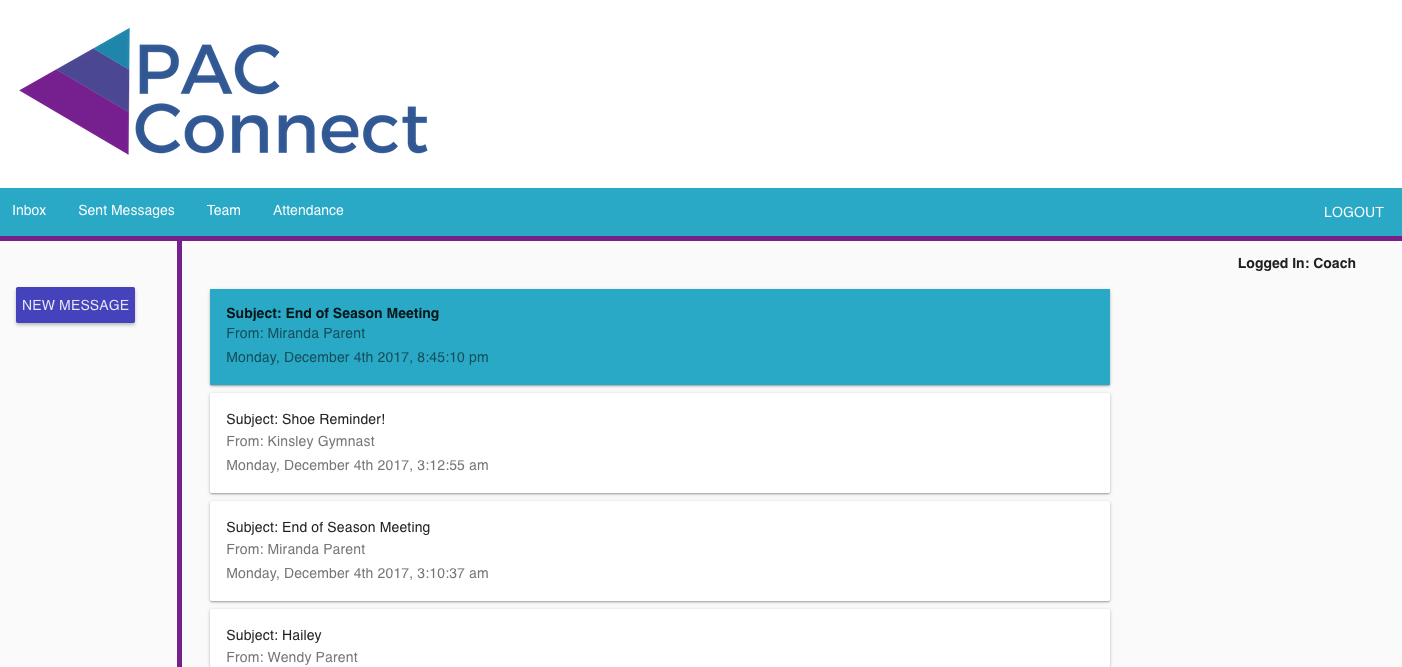 PAC
Connect
Inbox Sent Messages Team Attendance LOGOUT
Logged In: Coach
NEW MESSAGE
Subject: End of Season Meeting
From: Miranda Parent
Monday, December 4th 2017, 8:45:10 pm
Subject: Shoe Reminder!
From: Kinsley Gymnast
Monday, December 4th 2017, 3:12:55 am
Subject: End of Season Meeting
From: Miranda Parent
Monday, December 4th 2017, 3:10:37 am
Subject: Hailey
From: Wendy Parent